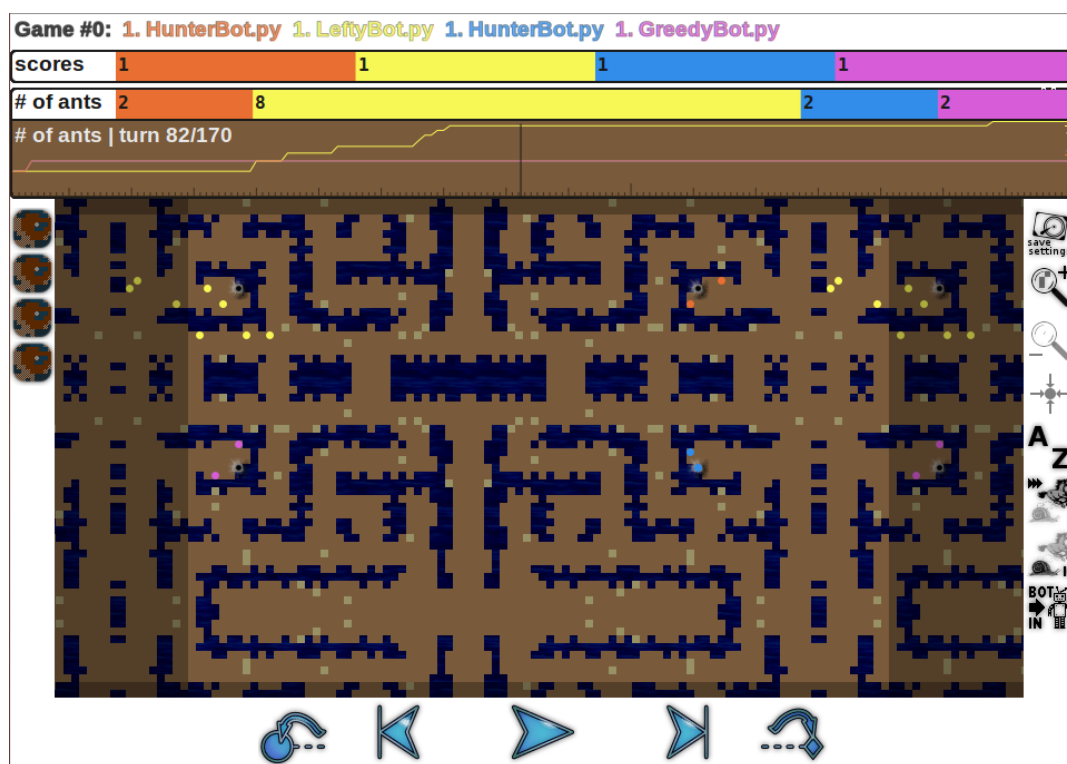 Game #0: 1. HunterBot.py 1. LeftyBot.py 1. HunterBot.py 1. GreedyBot.py
scores 1 1 1 1
# of ants 2 8 2 2
# of ants | turn 82/170
save
setting
+
−
A
Z
BOT
IN